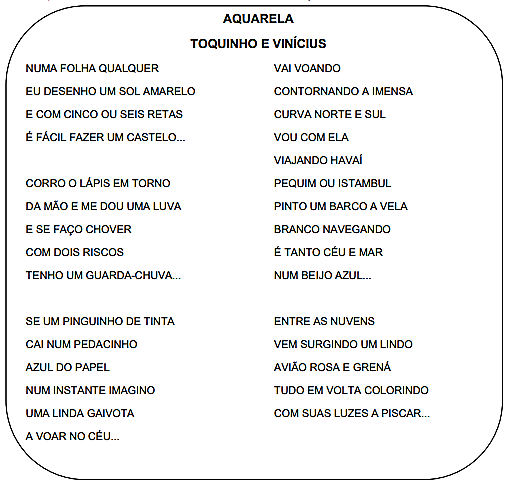 AQUARELA
TOQUINHO E VINÍCIUS
NUMA FOLHA QUALQUER
EU DESENHO UM SOL AMARELO
E COM CINCO OU SEIS RETAS
É FÁCIL FAZER UM CASTELO...
CORRO O LÁPIS EM TORNO
DA MÃO E ME DOU UMA LUVA
E SE FAÇO CHOVER
COM DOIS RISCOS
TENHO UM GUARDA-CHUVA...
SE UM PINGUINHO DE TINTA
CAI NUM PEDACINHO
AZUL DO PAPEL
NUM INSTANTE IMAGINO
UMA LINDA GAIVOTA
A VOAR NO CÉU...
VAI VOANDO
CONTORNANDO A IMENSA
CURVA NORTE E SUL
VOU COM ELA
VIAJANDO HAVAÍ
PEQUIM OU ISTAMBUL
PINTO UM BARCO A VELA
BRANCO NAVEGANDO
É TANTO CÉU E MAR
NUM BEIJO AZUL...
ENTRE AS NUVENS
VEM SURGINDO UM LINDO
AVIÃO ROSA E GRENÁ
TUDO EM VOLTA COLORINDO
COM SUAS LUZES A PISCAR...